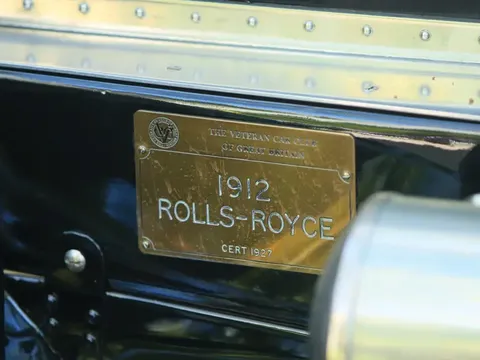 THE VETERAN CAR CLUB
OF GREAT BRITAIN
1912
ROLLS-ROYCE
CERT 1927